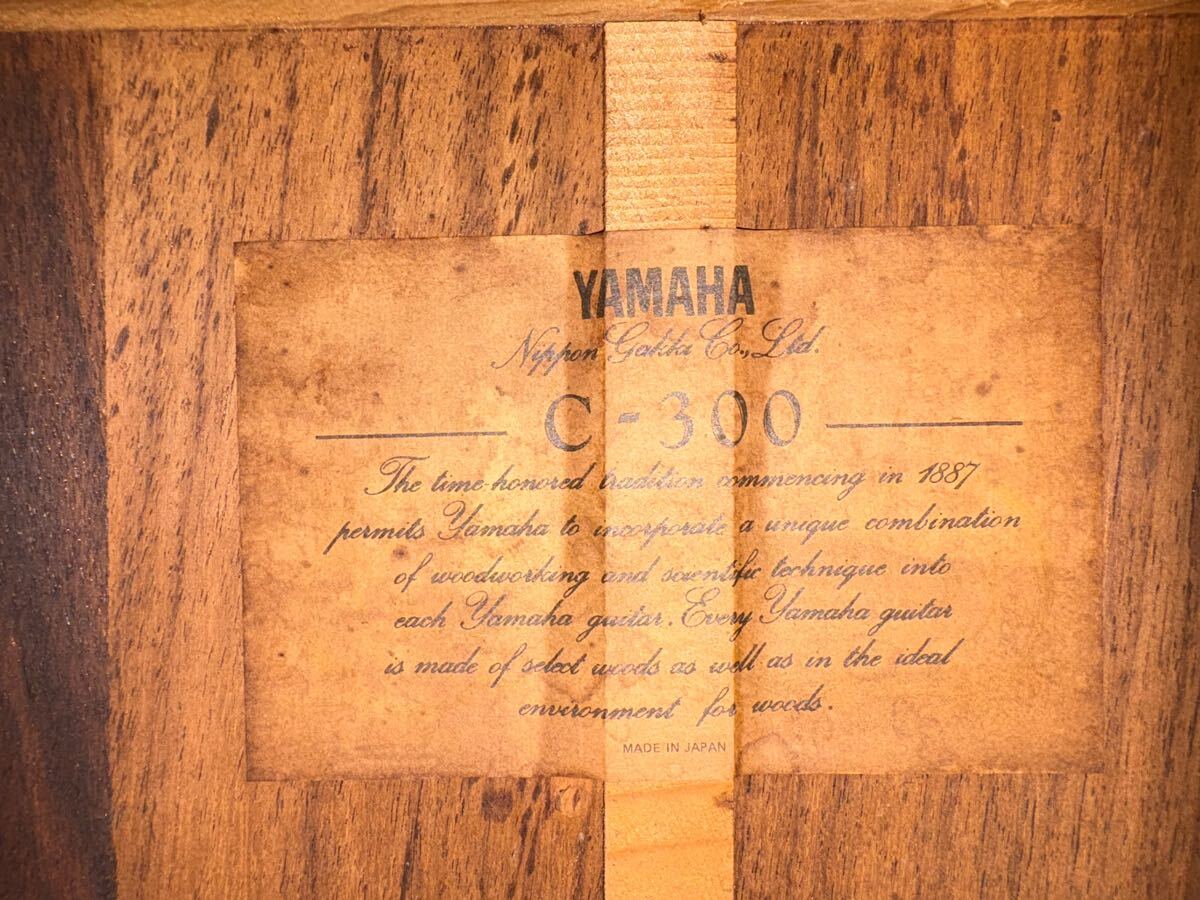 YAMAHA
Nippon Gakki Co., Ltd.
C-300
The time-honored tradition commencing in 1887
permits Yamaha to incorporate a unique combination
of woodworking and scientific technique into
each Yamaha guitar. Every Yamaha guitar
is made of select woods as well as in the ideal
environment for woods.
MADE IN JAPAN